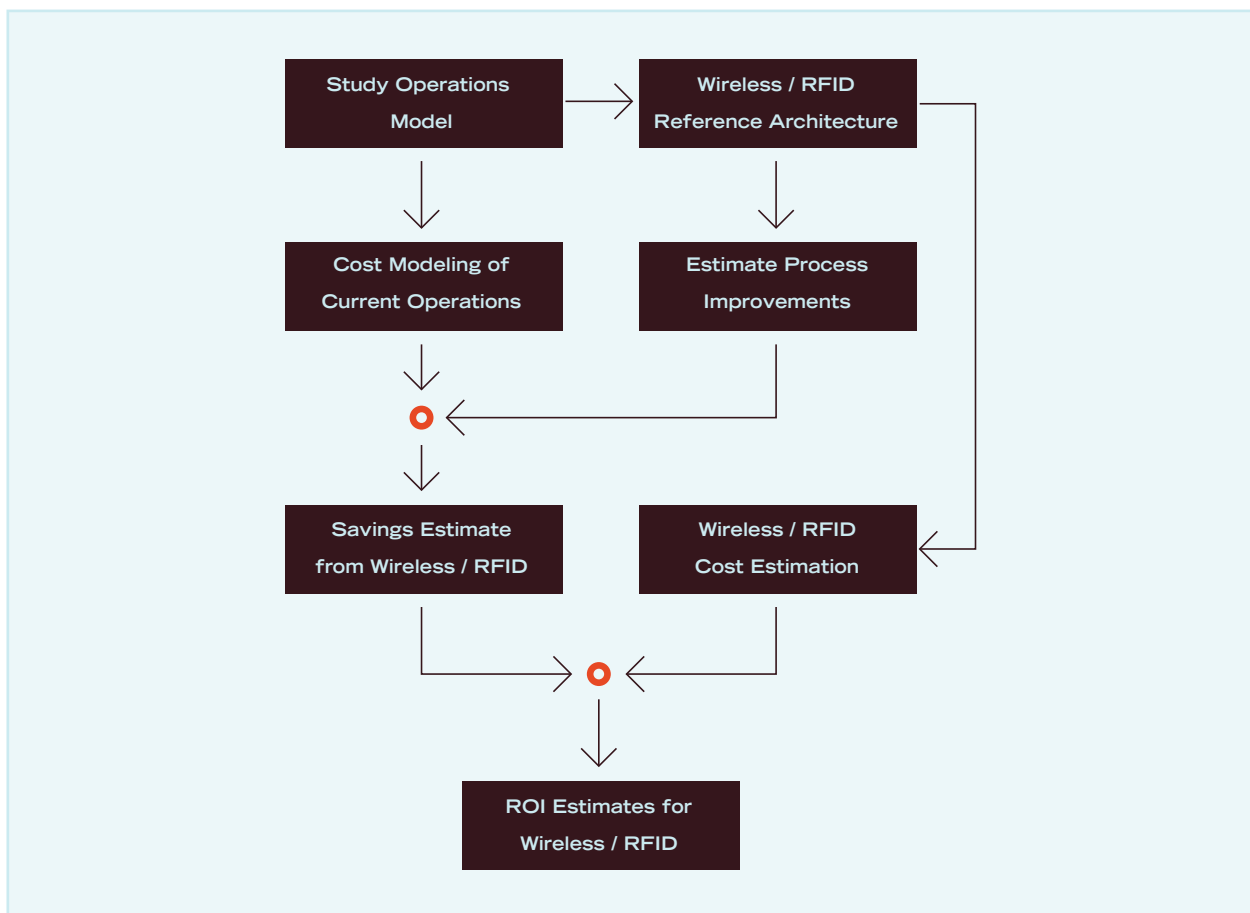 Study Operations
Model
Wireless / RFID
Reference Architecture
Cost Modeling of
Current Operations
Estimate Process
Improvements
Savings Estimate
from Wireless / RFID
Wireless / RFID
Cost Estimation
ROI Estimates for
Wireless / RFID